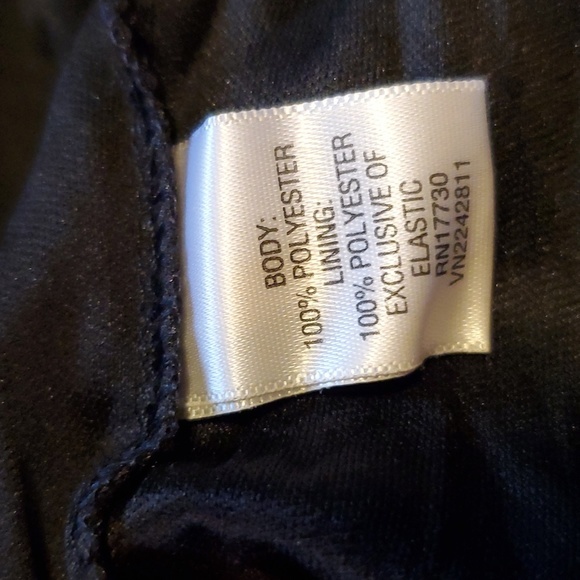 BODY:
100% POLYESTER
LINING:
100% POLYESTER
EXCLUSIVE OF
ELASTIC
RN17730
VN2242811